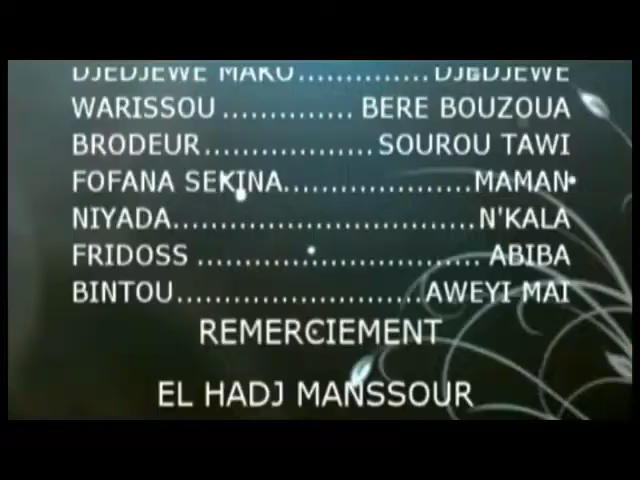 DJEDJEWE MAKO..............DJEDJEWE
WARISSOU.............. BERE BOUZOUA
BRODEUR..................SOUROU TAWI
FOFANA SEKINA....................MAMAN
NIYADA................................N'KALA
FRIDOSS .............................. ABIBA
BINTOU..........................AWEYI MAI
REMERCIEMENT
EL HADJ MANSSOUR